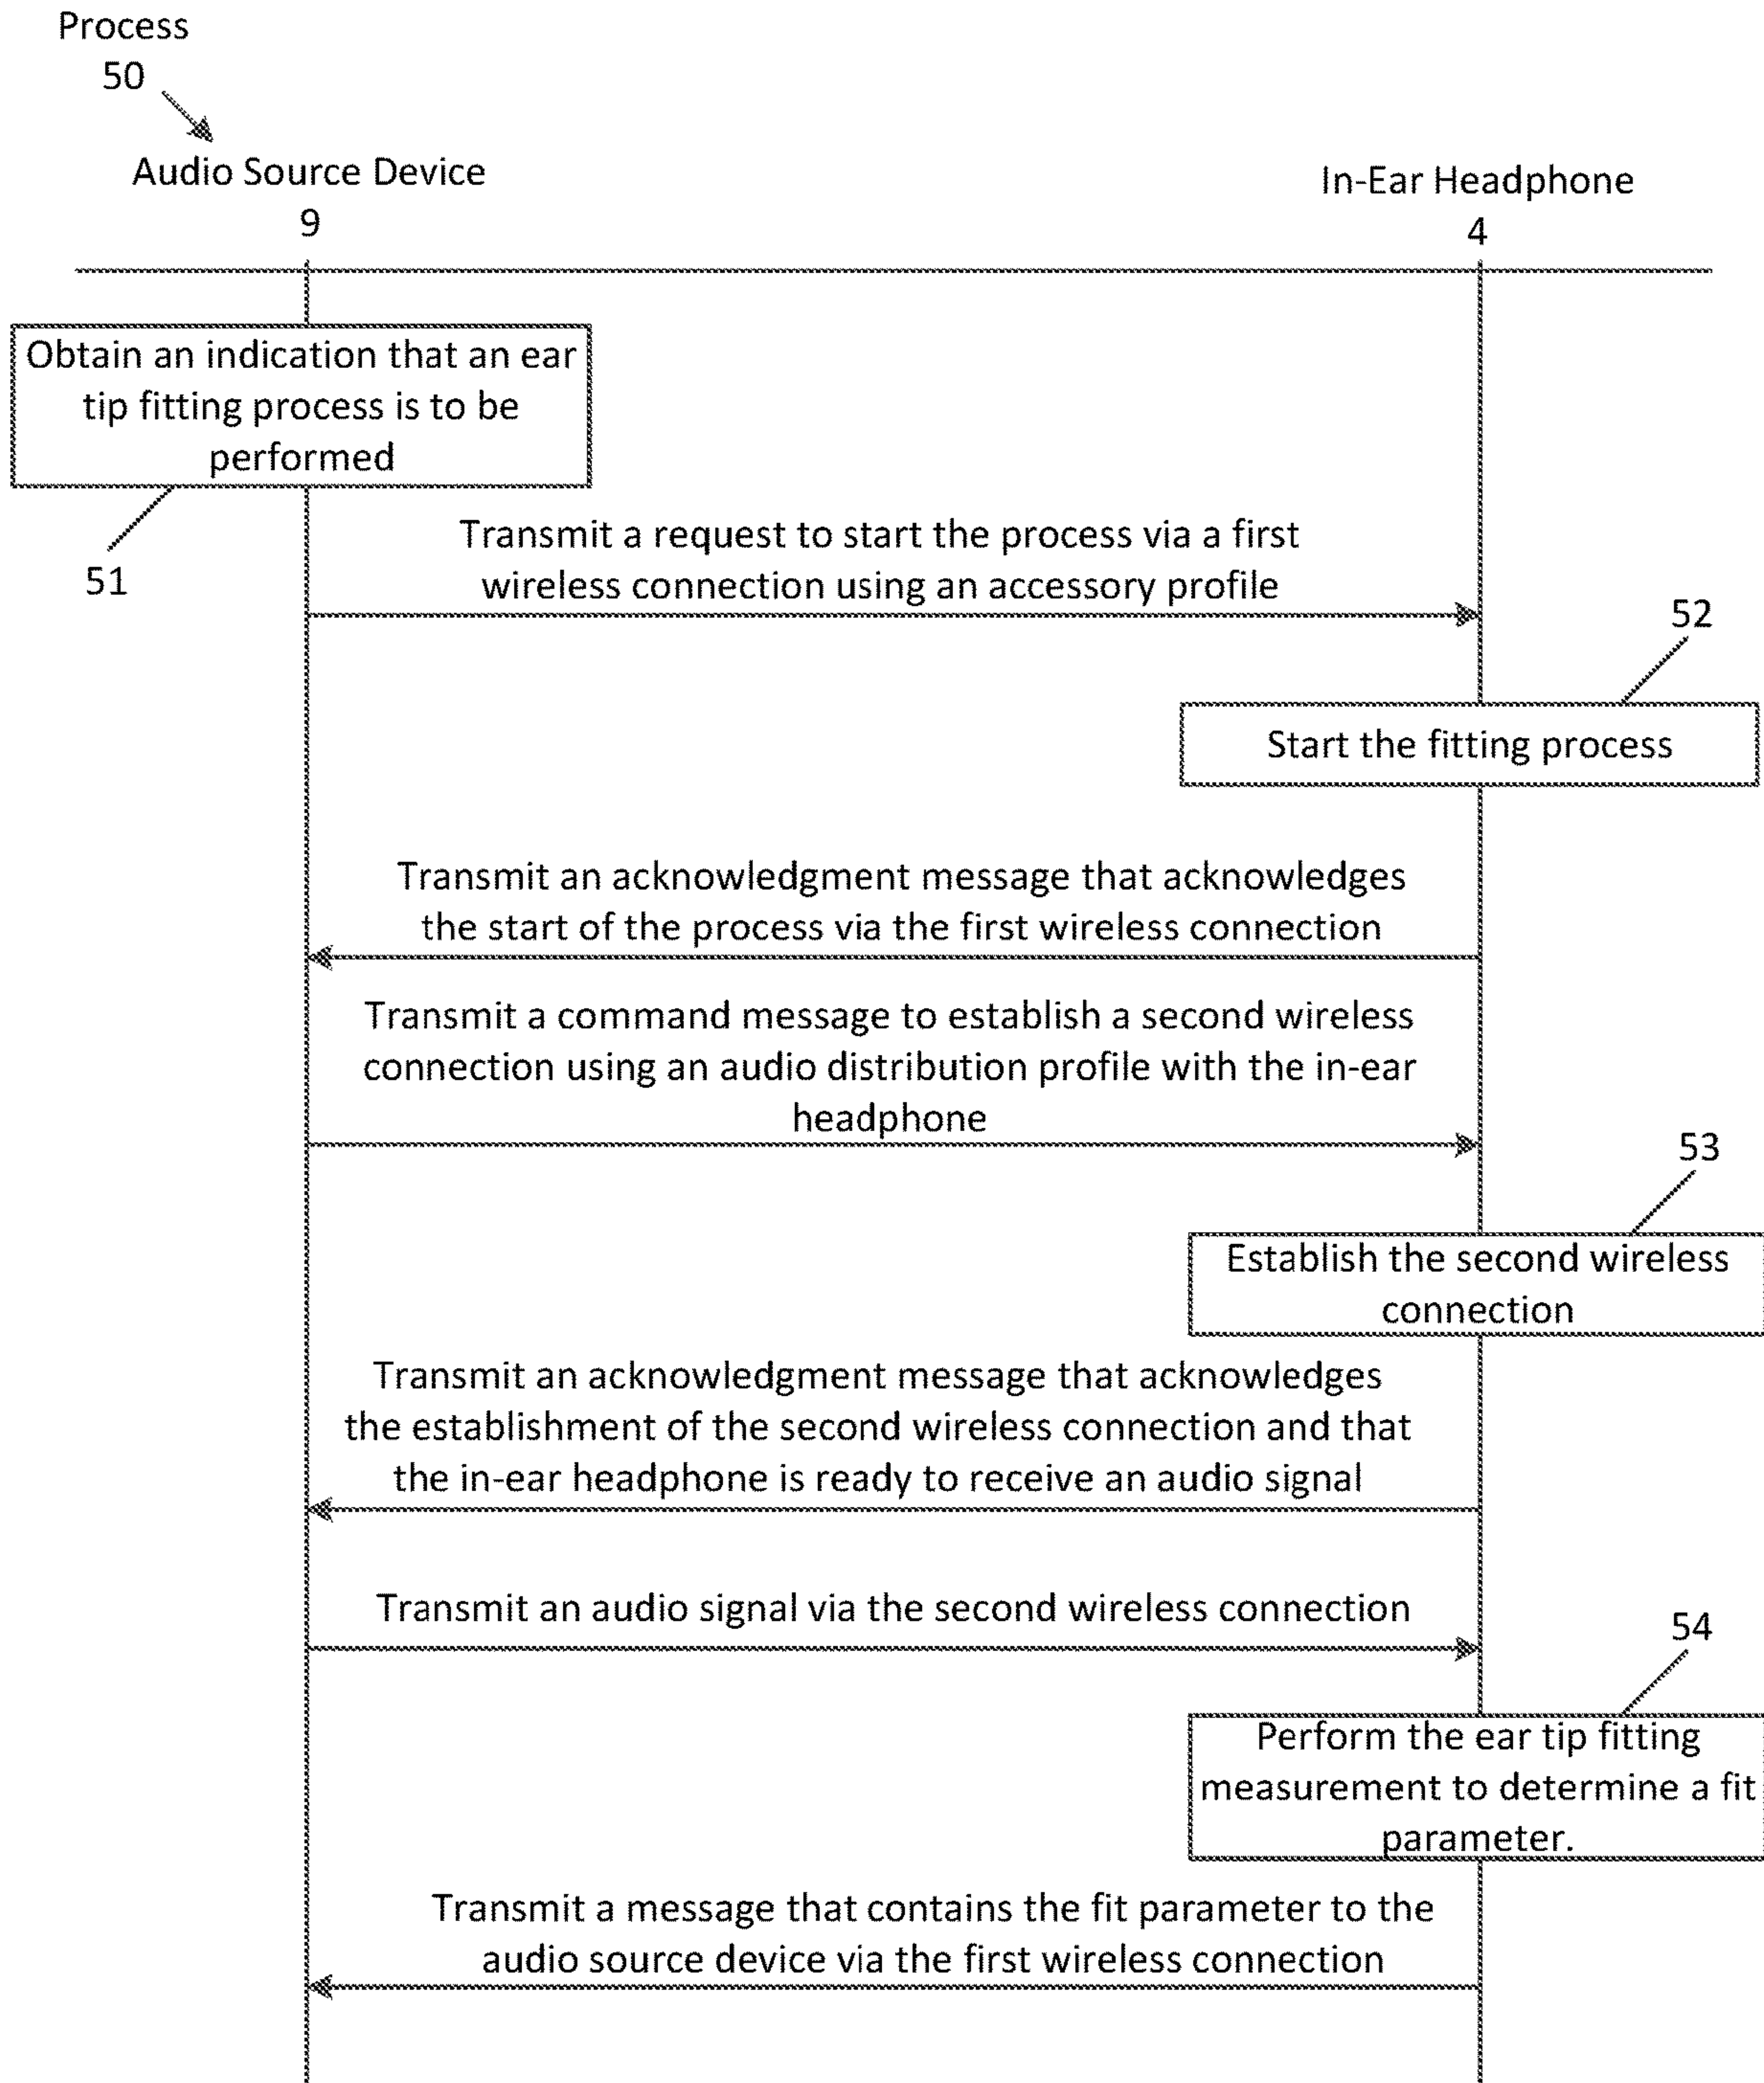 Process
50
Audio Source Device
9
In-Ear Headphone
4
Obtain an indication that an ear
tip fitting process is to be
performed
51
Transmit a request to start the process via a first
wireless connection using an accessory profile
52
Start the fitting process
Transmit an acknowledgment message that acknowledges
the start of the process via the first wireless connection
Transmit a command message to establish a second wireless
connection using an audio distribution profile with the in-ear
headphone
53
Establish the second wireless
connection
Transmit an acknowledgment message that acknowledges
the establishment of the second wireless connection and that
the in-ear headphone is ready to receive an audio signal
Transmit an audio signal via the second wireless connection
54
Perform the ear tip fitting
measurement to determine a fit
parameter.
Transmit a message that contains the fit parameter to the
audio source device via the first wireless connection